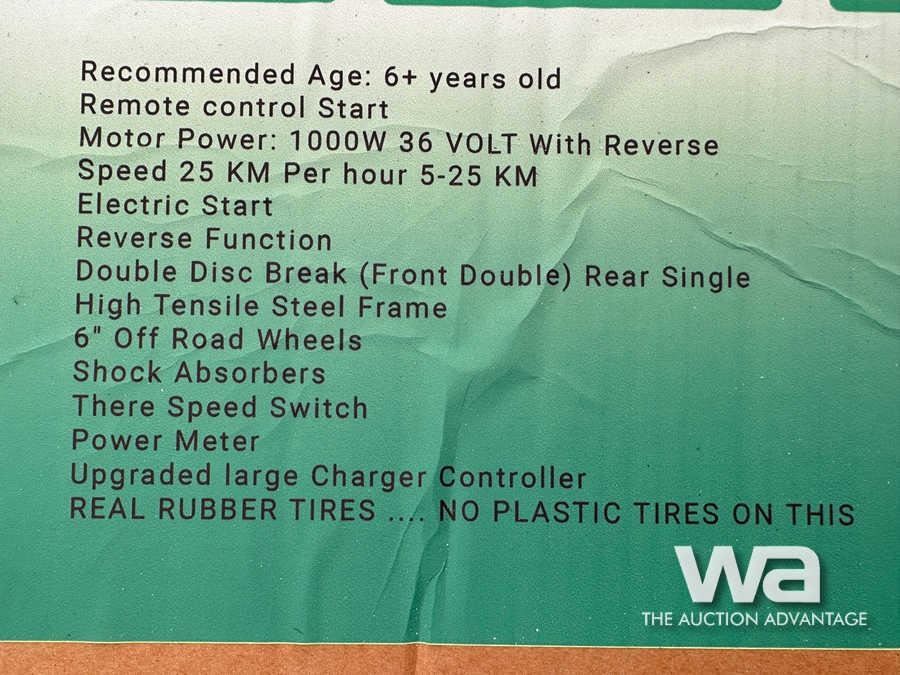 Recommended Age: 6+ years old
Remote control Start
Motor Power: 1000W 36 VOLT With Reverse
Speed 25 KM Per hour 5-25 KM
Electric Start
Reverse Function
Double Disc Break (Front Double) Rear Single
High Tensile Steel Frame
6" Off Road Wheels
Shock Absorbers
There Speed Switch
Power Meter
Upgraded large Charger Controller
REAL RUBBER TIRES .... NO PLASTIC TIRES ON THIS
wa
THE AUCTION ADVANTAGE